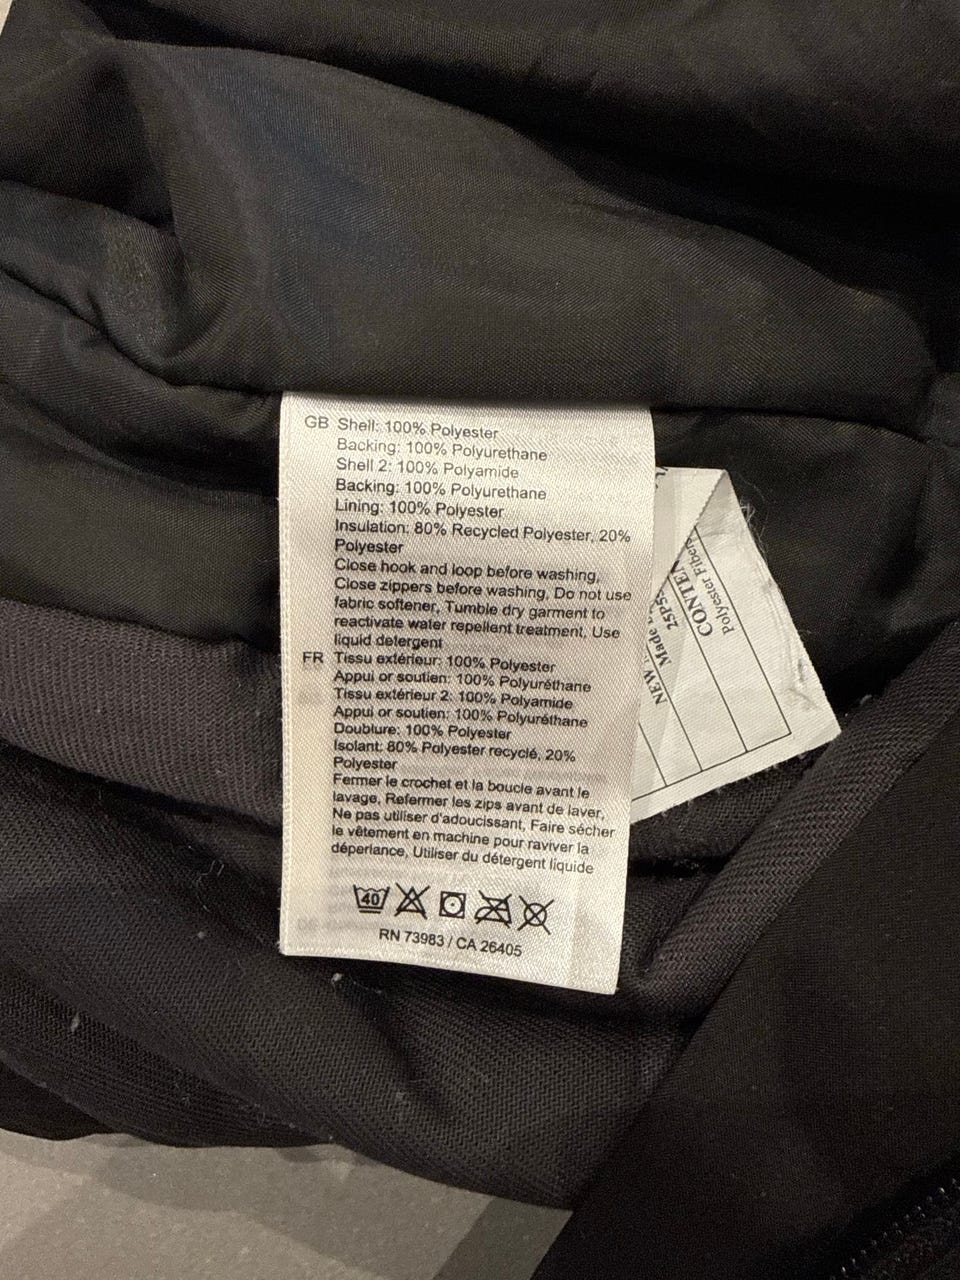 GB Shell: 100% Polyester
Backing: 100% Polyurethane
Shell 2: 100% Polyamide
Backing: 100% Polyurethane
Lining: 100% Polyester
Insulation: 80% Recycled Polyester, 20%
Polyester
Close hook and loop before washing,
Close zippers before washing, Do not use
fabric softener, Tumble dry garment to
reactivate water repellent treatment, Use
liquid detergent
FR Tissu extérieur: 100% Polyester
Appui or soutien: 100% Polyuréthane
Tissu extérieur 2: 100% Polyamide
Appui or soutien: 100% Polyuréthane
Doublure: 100% Polyester
Isolant: 80% Polyester recyclé, 20%
Polyester
Fermer le crochet et la boucle avant le
lavage, Refermer les zips avant de laver,
Ne pas utiliser d'adoucissant, Faire sécher
le vêtement en machine pour raviver la
déperlance, Utiliser du détergent liquide
40
RN 73983 / CA 26405
NEW
Made
Polyester